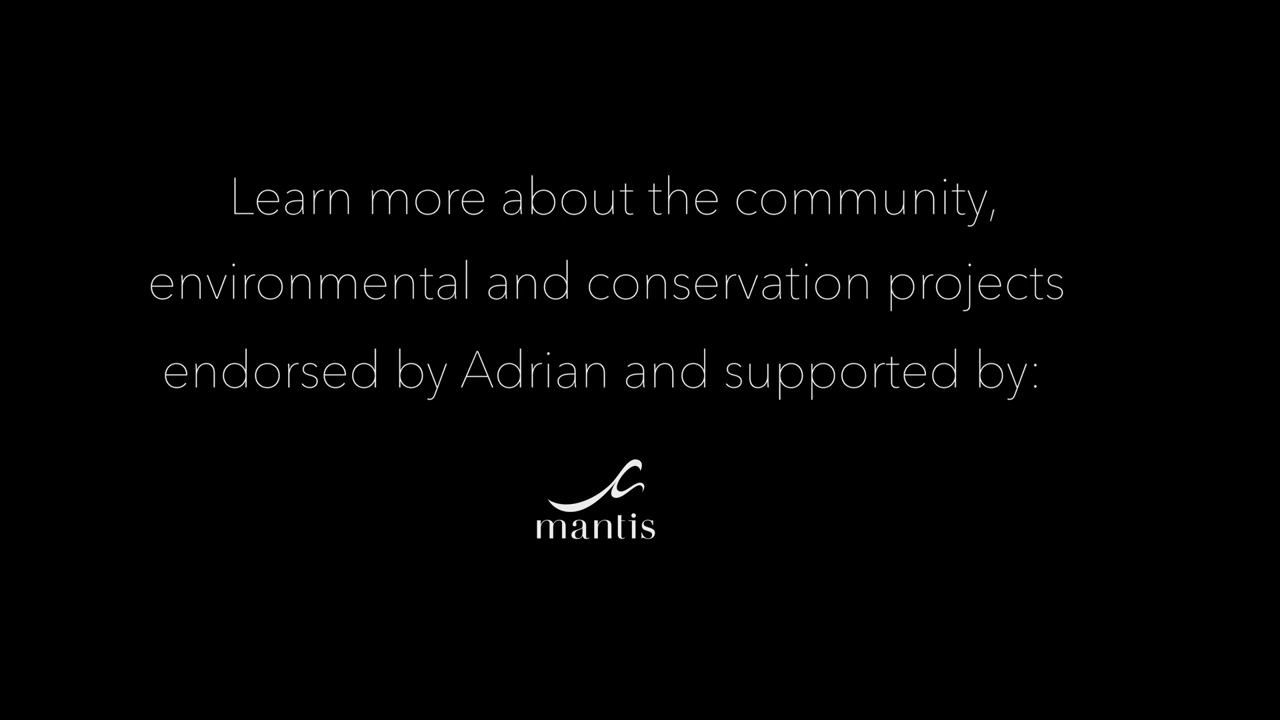 Learn more about the community,
environmental and conservation projects
endorsed by Adrian and supported by:
mantis